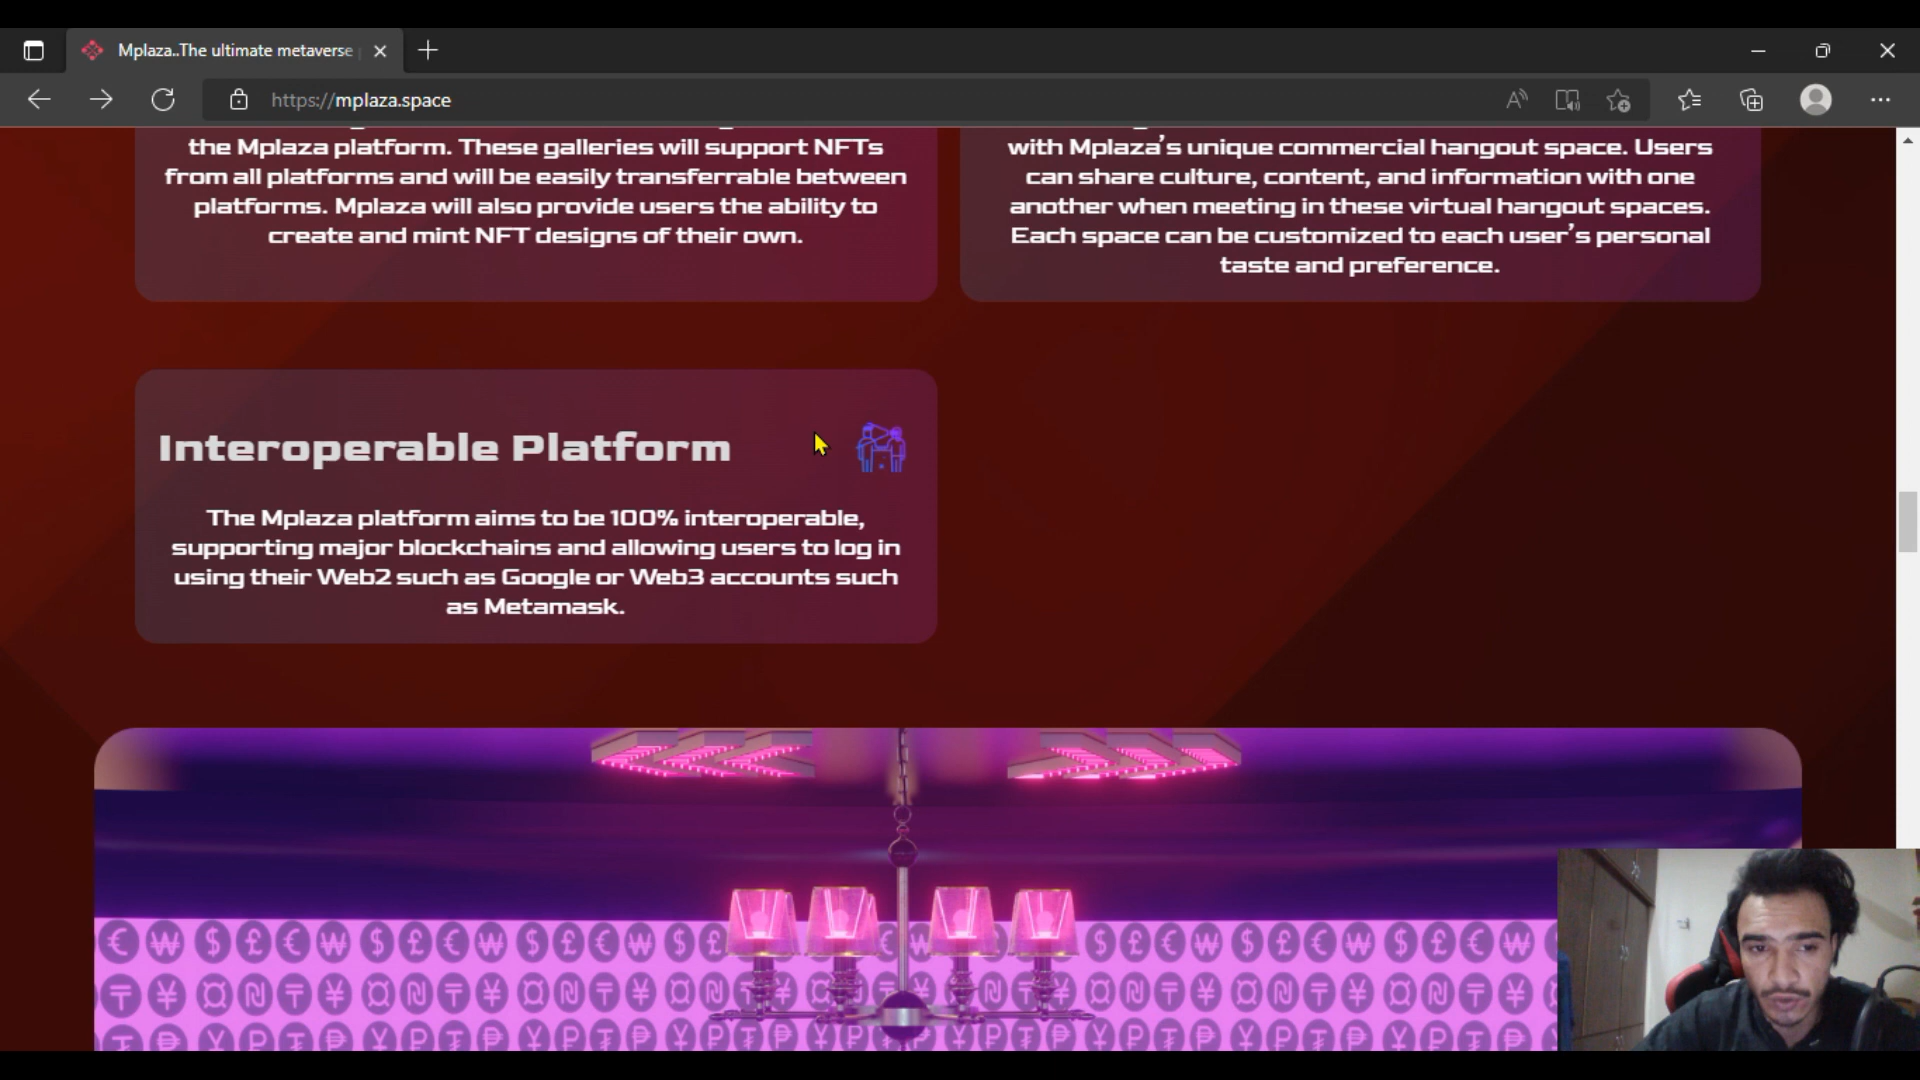 Mplaza..The ultimate metaverse
https://mplaza.space
the Mplaza platform. These galleries will support NFTs
from all platforms and will be easily transferrable between
platforms. Mplaza will also provide users the ability to
create and mint NFT designs of their own.
with Mplaza's unique commercial hangout space. Users
can share culture, content, and information with one
another when meeting in these virtual hangout spaces.
Each space can be customized to each user's personal
taste and preference.
Interoperable Platform
The Mplaza platform aims to be 100% interoperable,
supporting major blockchains and allowing users to log in
using their Web2 such as Google or Web3 accounts such
as Metamask.